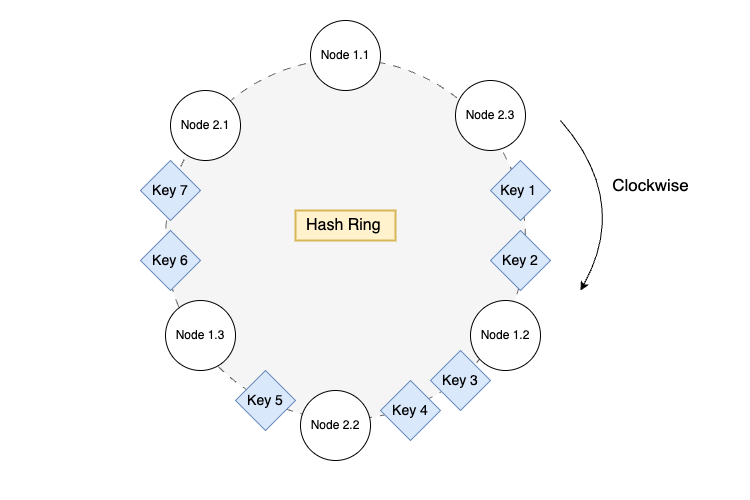 Node 1.1
Node 2.3
Node 2.1
Key 7
Key 1
Clockwise
Hash Ring
Key 6
Key 2
Node 1.3
Node 1.2
Key 3
Key 5
Key 4
Node 2.2